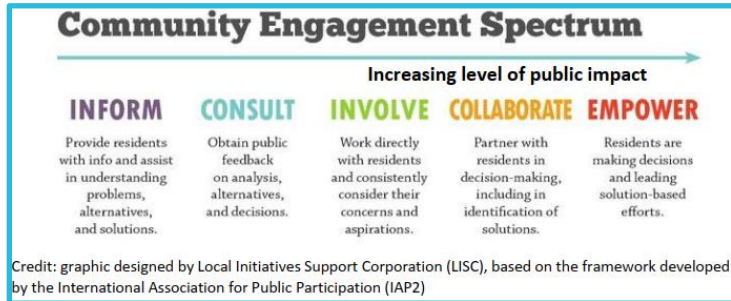 Community Engagement Spectrum
Increasing level of public impact
INFORM
Provide residents
with info and assist
in understanding
problems,
alternatives,
and solutions.
CONSULT
Obtain public
feedback
on analysis,
alternatives,
and decisions.
INVOLVE
Work directly
with residents
and consistently
consider their
concerns and
aspirations.
COLLABORATE
Partner with
residents in
decision-making,
including in
identification of
solutions.
EMPOWER
Residents are
making decisions
and leading
solution-based
efforts.
Credit: graphic designed by Local Initiatives Support Corporation (LISC), based on the framework developed
by the International Association for Public Participation (IAP2)